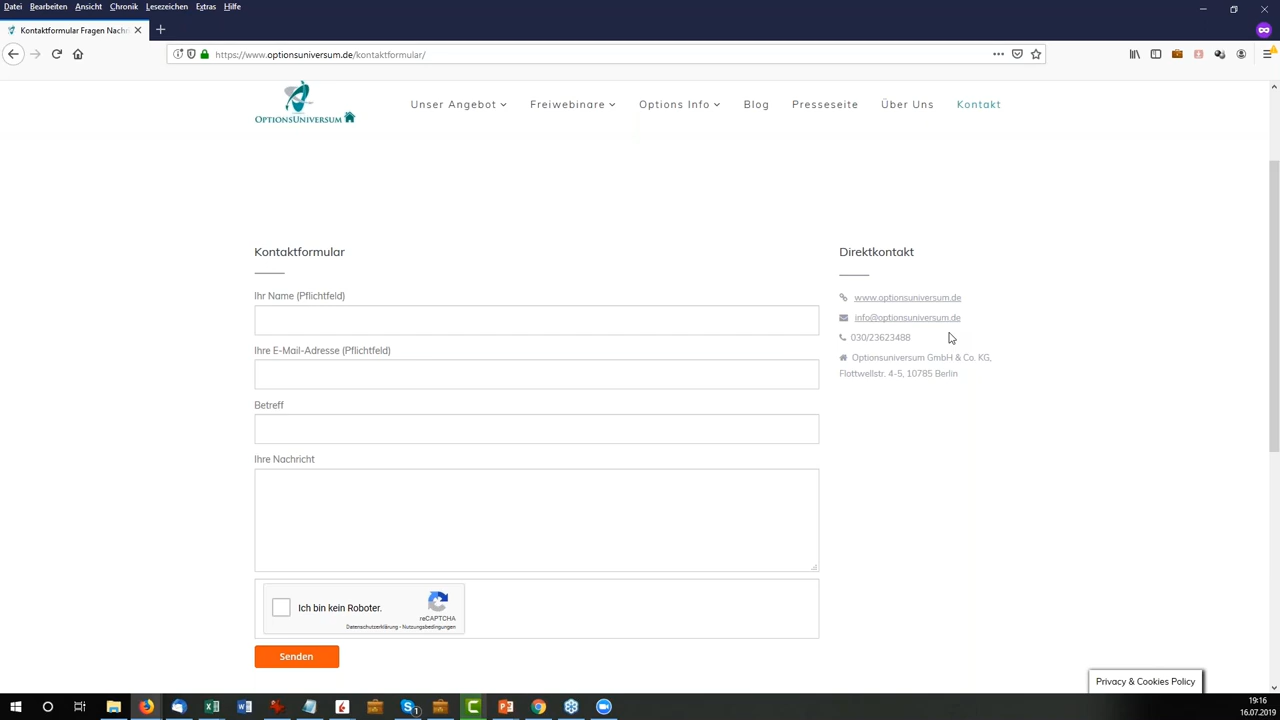 Datei Bearbeiten Ansicht Chronik Lesezeichen Extras Hilfe
Kontaktformular Fragen Nachri
https://www.optionsuniversum.de/kontaktformular/
OPTIONSUNIVERSUM
Unser Angebot Freiwebinare Options Info Blog Presseseite Über Uns Kontakt
Kontaktformular
Ihr Name (Pflichtfeld)
Ihre E-Mail-Adresse (Pflichtfeld)
Betreff
Ihre Nachricht
Ich bin kein Roboter.
reCAPTCHA
Datenschutzerklärung - Nutzungsbedingungen
Senden
Direktkontakt
www.optionsuniversum.de
info@optionsuniversum.de
030/23623488
Optionsuniversum GmbH & Co. KG,
Flottwellstr. 4-5, 10785 Berlin
Privacy & Cookies Policy
19:16
16.07.2019